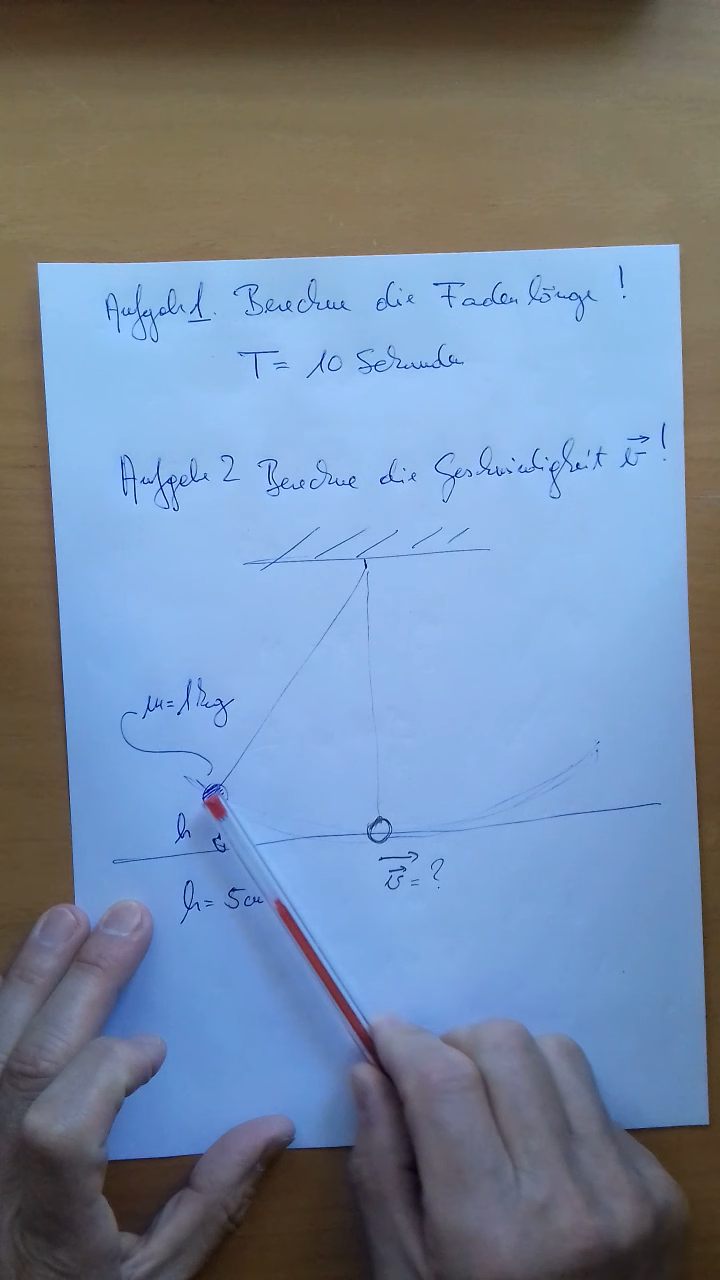 Aufgabe 1. Berechne die Fadenlänge!
T = 10 Sekunden
Aufgabe 2 Berechne die Geschwindigkeit v⃗!
m = 1kg
h
v⃗ = ?
h = 5cm